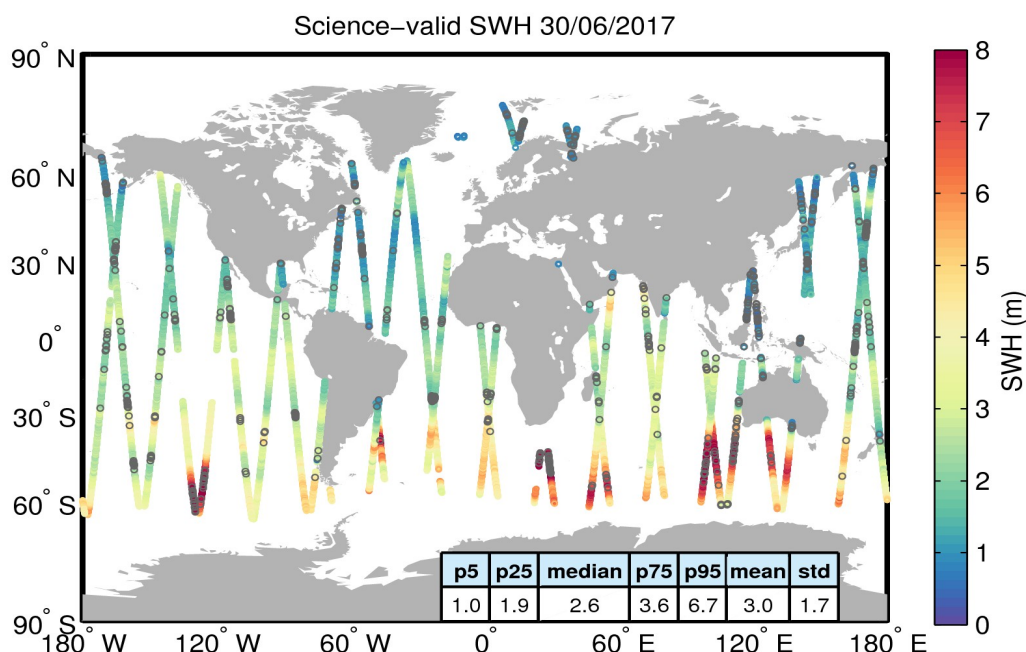 Science−valid SWH 30/06/2017
90° N
60° N
30° N
0°
30° S
60° S
90° S
180° W
120° W
60° W
0°
60° E
120° E
180° E
p5 p25 median p75 p95 mean std
1.0 1.9 2.6 3.6 6.7 3.0 1.7
8
7
6
5
4
3
2
1
0
SWH (m)